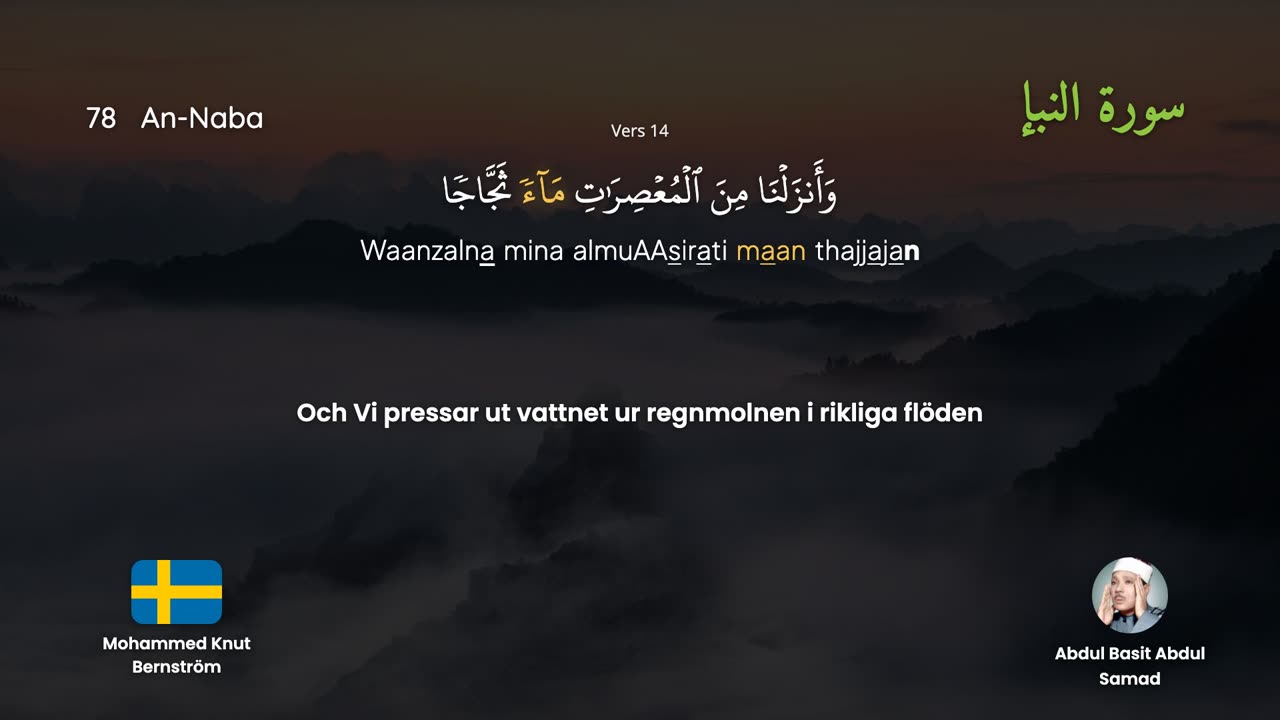 78 An-Naba
سورة النبإ
Vers 14
وَأَنزَلْنَا مِنَ ٱلْمُعْصِرَٰتِ مَآءً ثَجَّاجًا
Waanzalna mina almuAAsirati maan thajjajan
Och Vi pressar ut vattnet ur regnmolnen i rikliga flöden
Mohammed Knut
Bernström
Abdul Basit Abdul
Samad